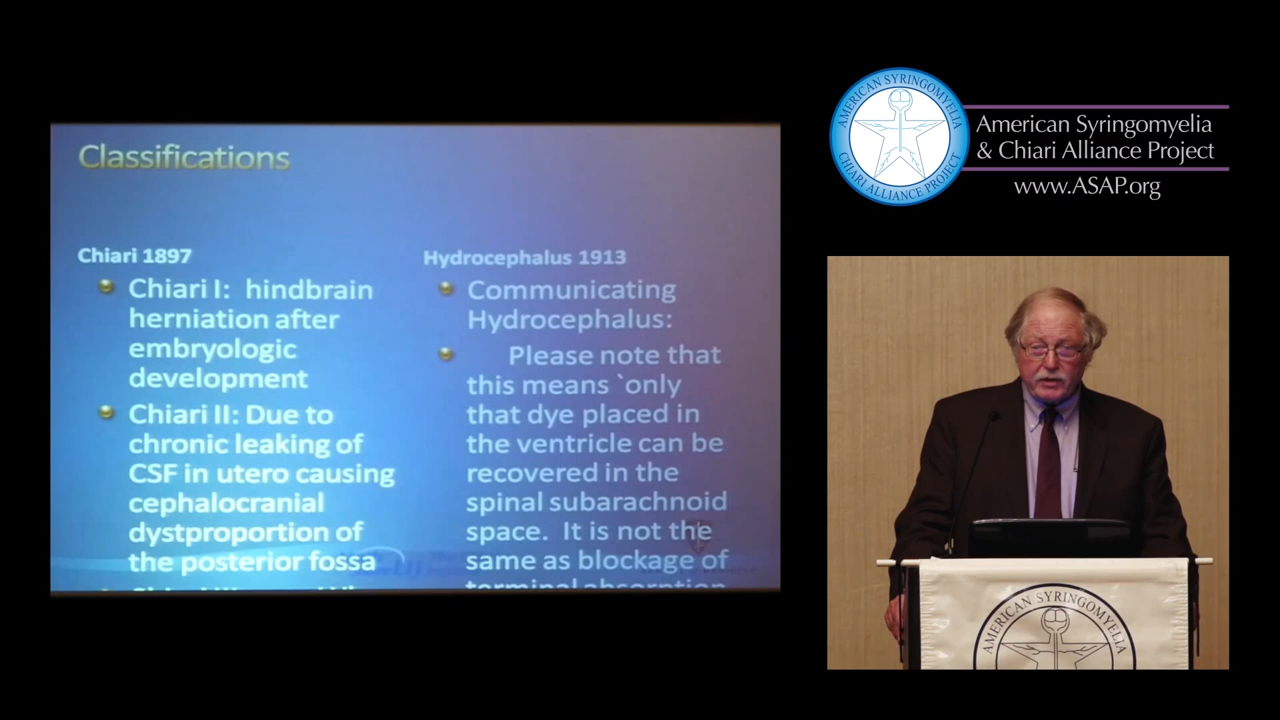 Classifications
Chiari 1897
Chiari I: hindbrain
herniation after
embryologic
development
Chiari II: Due to
chronic leaking of
CSF in utero causing
cephalocranial
dystproportion of
the posterior fossa
Hydrocephalus 1913
Communicating
Hydrocephalus:
Please note that
this means `only
that dye placed in
the ventricle can be
recovered in the
spinal subarachnoid
space. It is not the
same as blockage of
terminal absorption
AMERICAN SYRINGOMYELIA
CHIARI ALLIANCE PROJECT
American Syringomyelia
& Chiari Alliance Project
www.ASAP.org
AMERICAN SYRINGOMYELIA